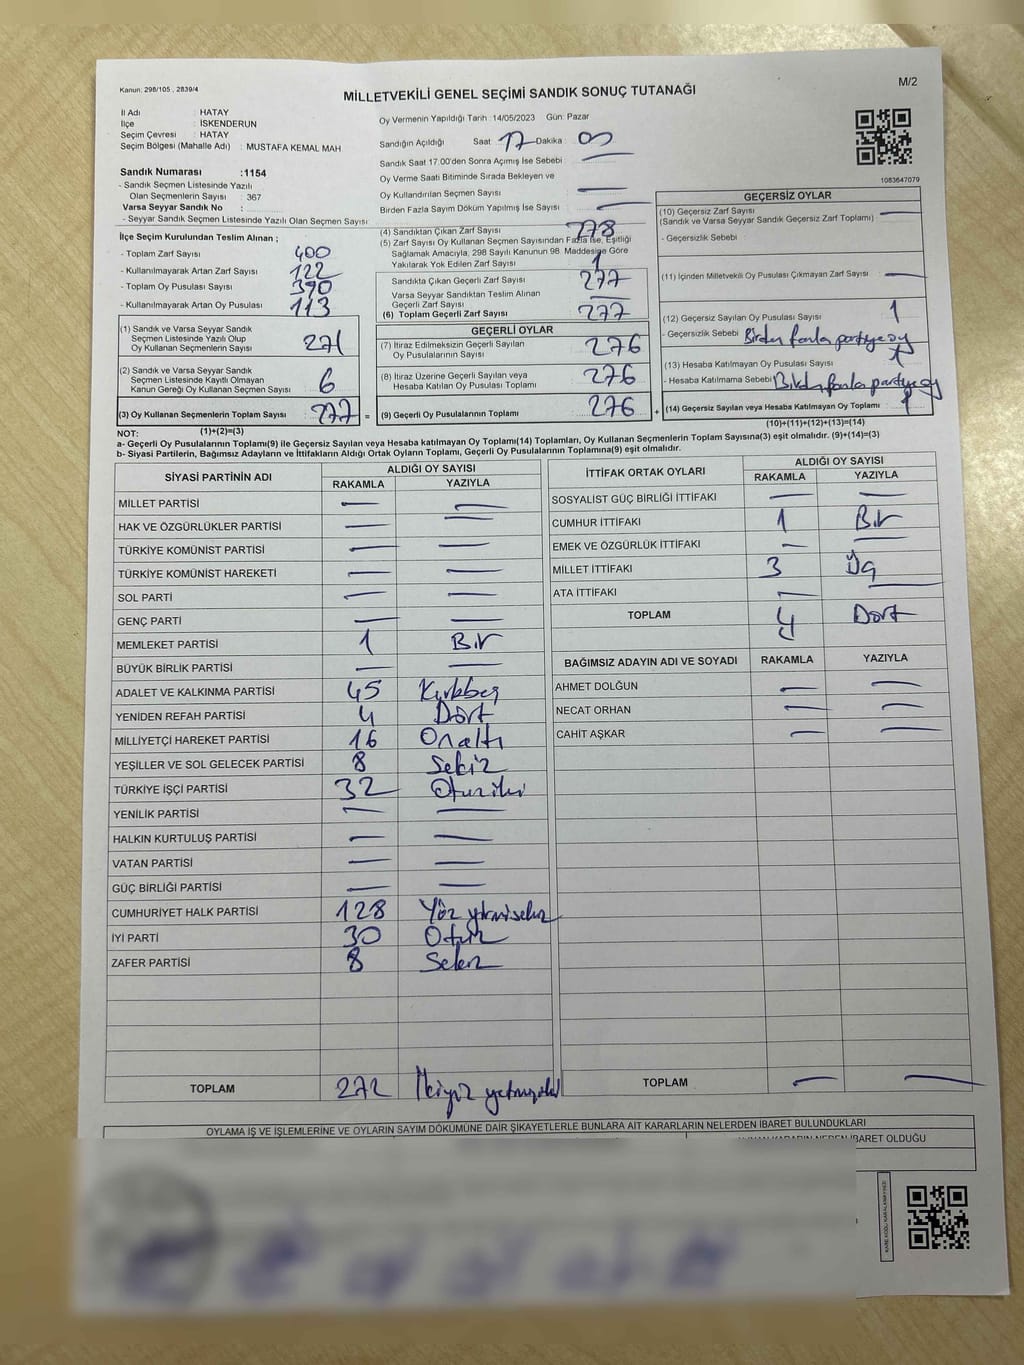 Kanun: 298/105 , 2839/4
M/2
MİLLETVEKİLİ GENEL SEÇİMİ SANDIK SONUÇ TUTANAĞI
İl Adı : HATAY
İlçe : İSKENDERUN
Seçim Çevresi : HATAY
Seçim Bölgesi (Mahalle Adı) : MUSTAFA KEMAL MAH
Sandık Numarası :1154
- Sandık Seçmen Listesinde Yazılı
Olan Seçmenlerin Sayısı : 367
Varsa Seyyar Sandık No :
- Seyyar Sandık Seçmen Listesinde Yazılı Olan Seçmen Sayısı
Oy Vermenin Yapıldığı Tarih :14/05/2023 Gün: Pazar
Sandığın Açıldığı Saat 17 Dakika : 00
Sandık Saat 17.00'den Sonra Açımış İse Sebebi : —
Oy Verme Saati Bitiminde Sırada Bekleyen ve
Oy Kullandırılan Seçmen Sayısı : —
Birden Fazla Sayım Döküm Yapılmış İse Sayısı : —
1083647079
İlçe Seçim Kurulundan Teslim Alınan ;
- Toplam Zarf Sayısı : 400
- Kullanılmayarak Artan Zarf Sayısı : 122
- Toplam Oy Pusulası Sayısı : 390
- Kullanılmayarak Artan Oy Pusulası : 113
(1) Sandık ve Varsa Seyyar Sandık
Seçmen Listesinde Yazılı Olup
Oy Kullanan Seçmenlerin Sayısı : 271
(2) Sandık ve Varsa Seyyar Sandık
Seçmen Listesinde Kayıtlı Olmayan
Kanun Gereği Oy Kullanan Seçmen Sayısı : 6
(3) Oy Kullanan Seçmenlerin Toplam Sayısı : 277 =
(1)+(2)=(3)
(4) Sandıktan Çıkan Zarf Sayısı : 278
(5) Zarf Sayısı Oy Kullanan Seçmen Sayısından Fazla İse, Eşitliği
Sağlamak Amacıyla, 298 Sayılı Kanunun 98. Maddesine Göre
Yakılarak Yok Edilen Zarf Sayısı : 1
Sandıkta Çıkan Geçerli Zarf Sayısı : 277
Varsa Seyyar Sandıktan Teslim Alınan
Geçerli Zarf Sayısı : —
(6) Toplam Geçerli Zarf Sayısı : 277
GEÇERLİ OYLAR
(7) İtiraz Edilmeksizin Geçerli Sayılan
Oy Pusulalarının Sayısı : 276
(8) İtiraz Üzerine Geçerli Sayılan veya
Hesaba Katılan Oy Pusulası Toplamı : 276
(9) Geçerli Oy Pusulalarının Toplamı : 276 +
GEÇERSİZ OYLAR
(10) Geçersiz Zarf Sayısı : —
(Sandık ve Varsa Seyyar Sandık Geçersiz Zarf Toplamı)
- Geçersizlik Sebebi :
(11) İçinden Milletvekili Oy Pusulası Çıkmayan Zarf Sayısı : —
(12) Geçersiz Sayılan Oy Pusulası Sayısı : 1
- Geçersizlik Sebebi : Birden fazla partiye oy
(13) Hesaba Katılmayan Oy Pusulası Sayısı :
- Hesaba Katılmama Sebebi : Birden fazla partiye oy
(14) Geçersiz Sayılan veya Hesaba Katılmayan Oy Toplamı : 1
(10)+(11)+(12)+(13)=(14)
NOT:
a- Geçerli Oy Pusulalarının Toplamı(9) ile Geçersiz Sayılan veya Hesaba katılmayan Oy Toplamı(14) Toplamları, Oy Kullanan Seçmenlerin Toplam Sayısına(3) eşit olmalıdır. (9)+(14)=(3)
b- Siyasi Partilerin, Bağımsız Adayların ve İttifakların Aldığı Ortak Oyların Toplamı, Geçerli Oy Pusulalarının Toplamına(9) eşit olmalıdır.
SİYASİ PARTİNİN ADI
ALDIĞI OY SAYISI
RAKAMLA YAZIYLA
MİLLET PARTİSİ — —
HAK VE ÖZGÜRLÜKLER PARTİSİ — —
TÜRKİYE KOMÜNİST PARTİSİ — —
TÜRKİYE KOMÜNİST HAREKETİ — —
SOL PARTİ — —
GENÇ PARTİ — —
MEMLEKET PARTİSİ 1 Bir
BÜYÜK BİRLİK PARTİSİ — —
ADALET VE KALKINMA PARTİSİ 45 Kırkbeş
YENİDEN REFAH PARTİSİ 4 Dört
MİLLİYETÇİ HAREKET PARTİSİ 16 Onaltı
YEŞİLLER VE SOL GELECEK PARTİSİ 8 Sekiz
TÜRKİYE İŞÇİ PARTİSİ 32 Otuziki
YENİLİK PARTİSİ — —
HALKIN KURTULUŞ PARTİSİ — —
VATAN PARTİSİ — —
GÜÇ BİRLİĞİ PARTİSİ — —
CUMHURİYET HALK PARTİSİ 128 Yüz yirmisekiz
İYİ PARTİ 30 Otuz
ZAFER PARTİSİ 8 Sekiz
TOPLAM 272 İkiyüz yetmişiki
İTTİFAK ORTAK OYLARI
ALDIĞI OY SAYISI
RAKAMLA YAZIYLA
SOSYALIST GÜÇ BİRLİĞİ İTTİFAKI — —
CUMHUR İTTİFAKI 1 Bir
EMEK VE ÖZGÜRLÜK İTTİFAKI — —
MİLLET İTTİFAKI 3 Üç
ATA İTTİFAKI — —
TOPLAM 4 Dört
BAĞIMSIZ ADAYIN ADI VE SOYADI RAKAMLA YAZIYLA
AHMET DOLĞUN — —
NECAT ORHAN — —
CAHİT AŞKAR — —
TOPLAM — —
OYLAMA İŞ VE İŞLEMLERİNE VE OYLARIN SAYIM DÖKÜMÜNE DAİR ŞİKAYETLERLE BUNLARA AİT KARARLARIN NELERDEN İBARET BULUNDUKLARI
İBARET OLDUĞU